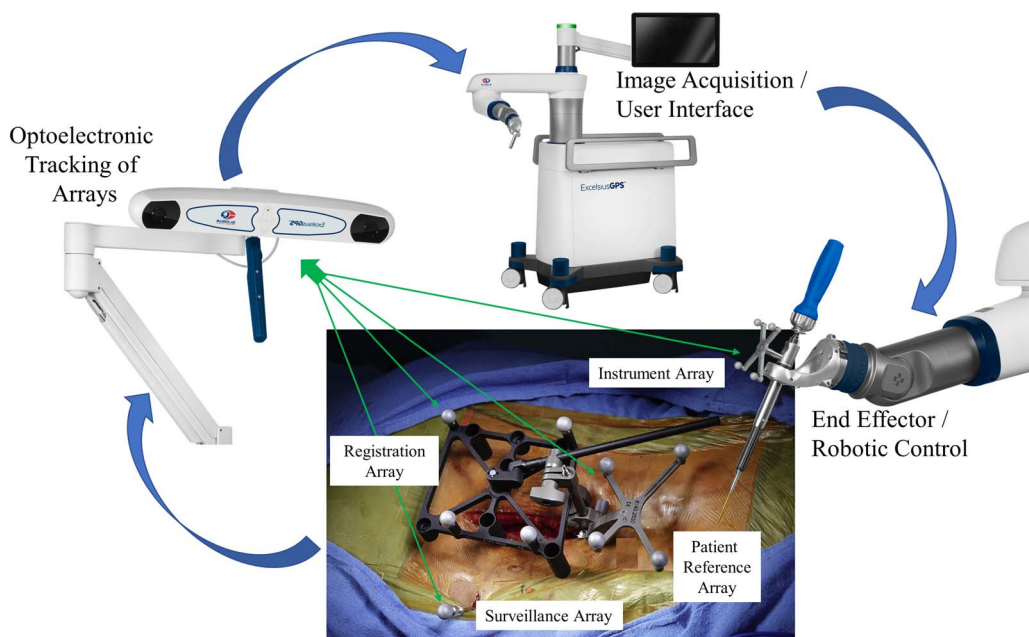 Image Acquisition /
User Interface
Optoelectronic
Tracking of
Arrays
ExcelsiusGPS™
Instrument Array
Registration
Array
End Effector /
Robotic Control
Patient
Reference
Array
Surveillance Array